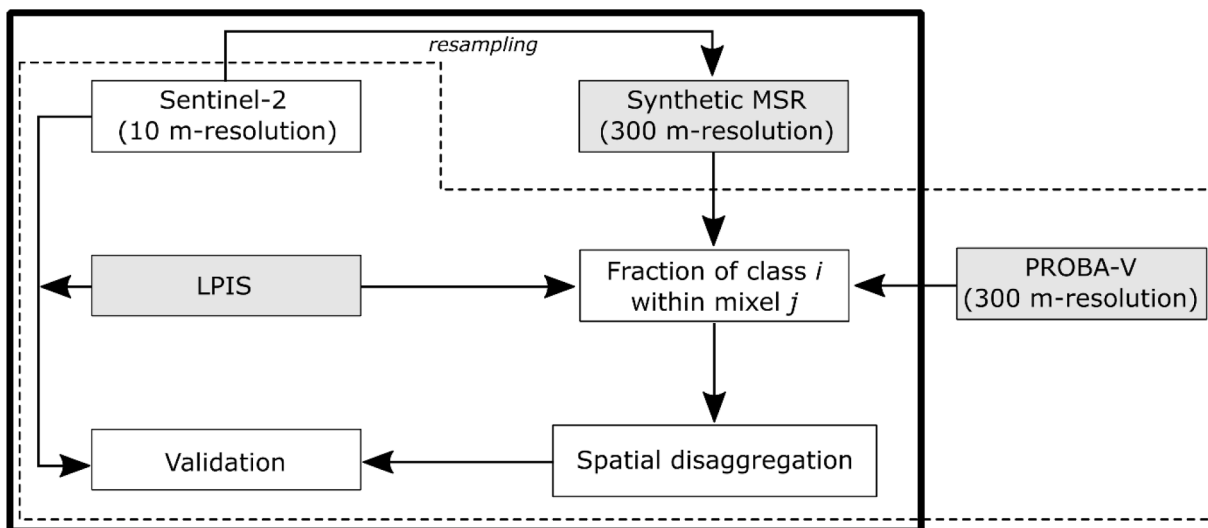 resampling
Sentinel-2
(10 m-resolution)
Synthetic MSR
(300 m-resolution)
LPIS
Fraction of class i
within mixel j
PROBA-V
(300 m-resolution)
Validation
Spatial disaggregation